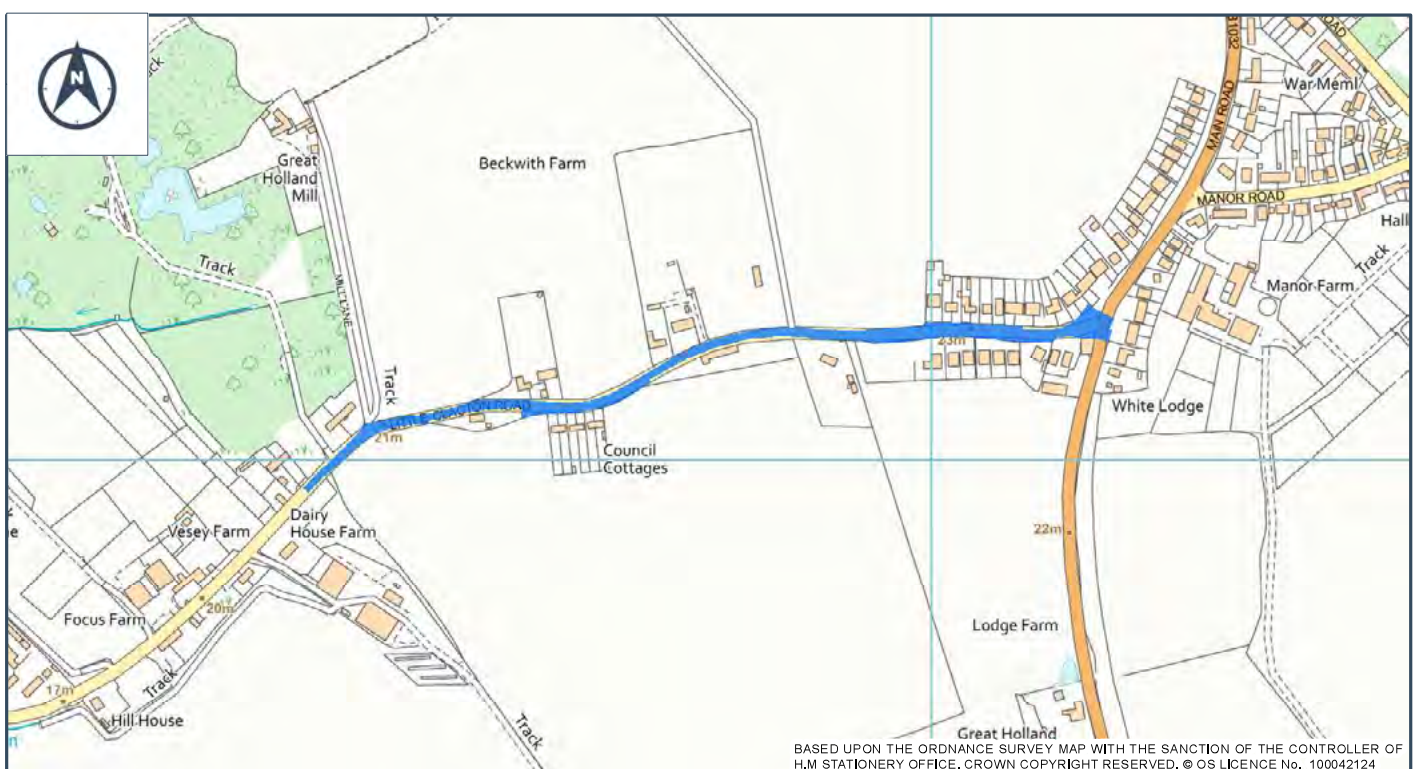 N
Track
Great
Holland
Mill
Beckwith Farm
B1032
MAIN ROAD
ROAD
War Meml
MANOR ROAD
Hall
Track
Manor Farm
Track
MILL LANE
Track
23m
White Lodge
LITTLE CLACTON ROAD
21m
Council
Cottages
Dairy
House Farm
Vesey Farm
22m
20m
Focus Farm
Lodge Farm
17m
Track
Hill House
Track
Great Holland
BASED UPON THE ORDNANCE SURVEY MAP WITH THE SANCTION OF THE CONTROLLER OF
H.M STATIONERY OFFICE. CROWN COPYRIGHT RESERVED. © OS LICENCE No. 100042124